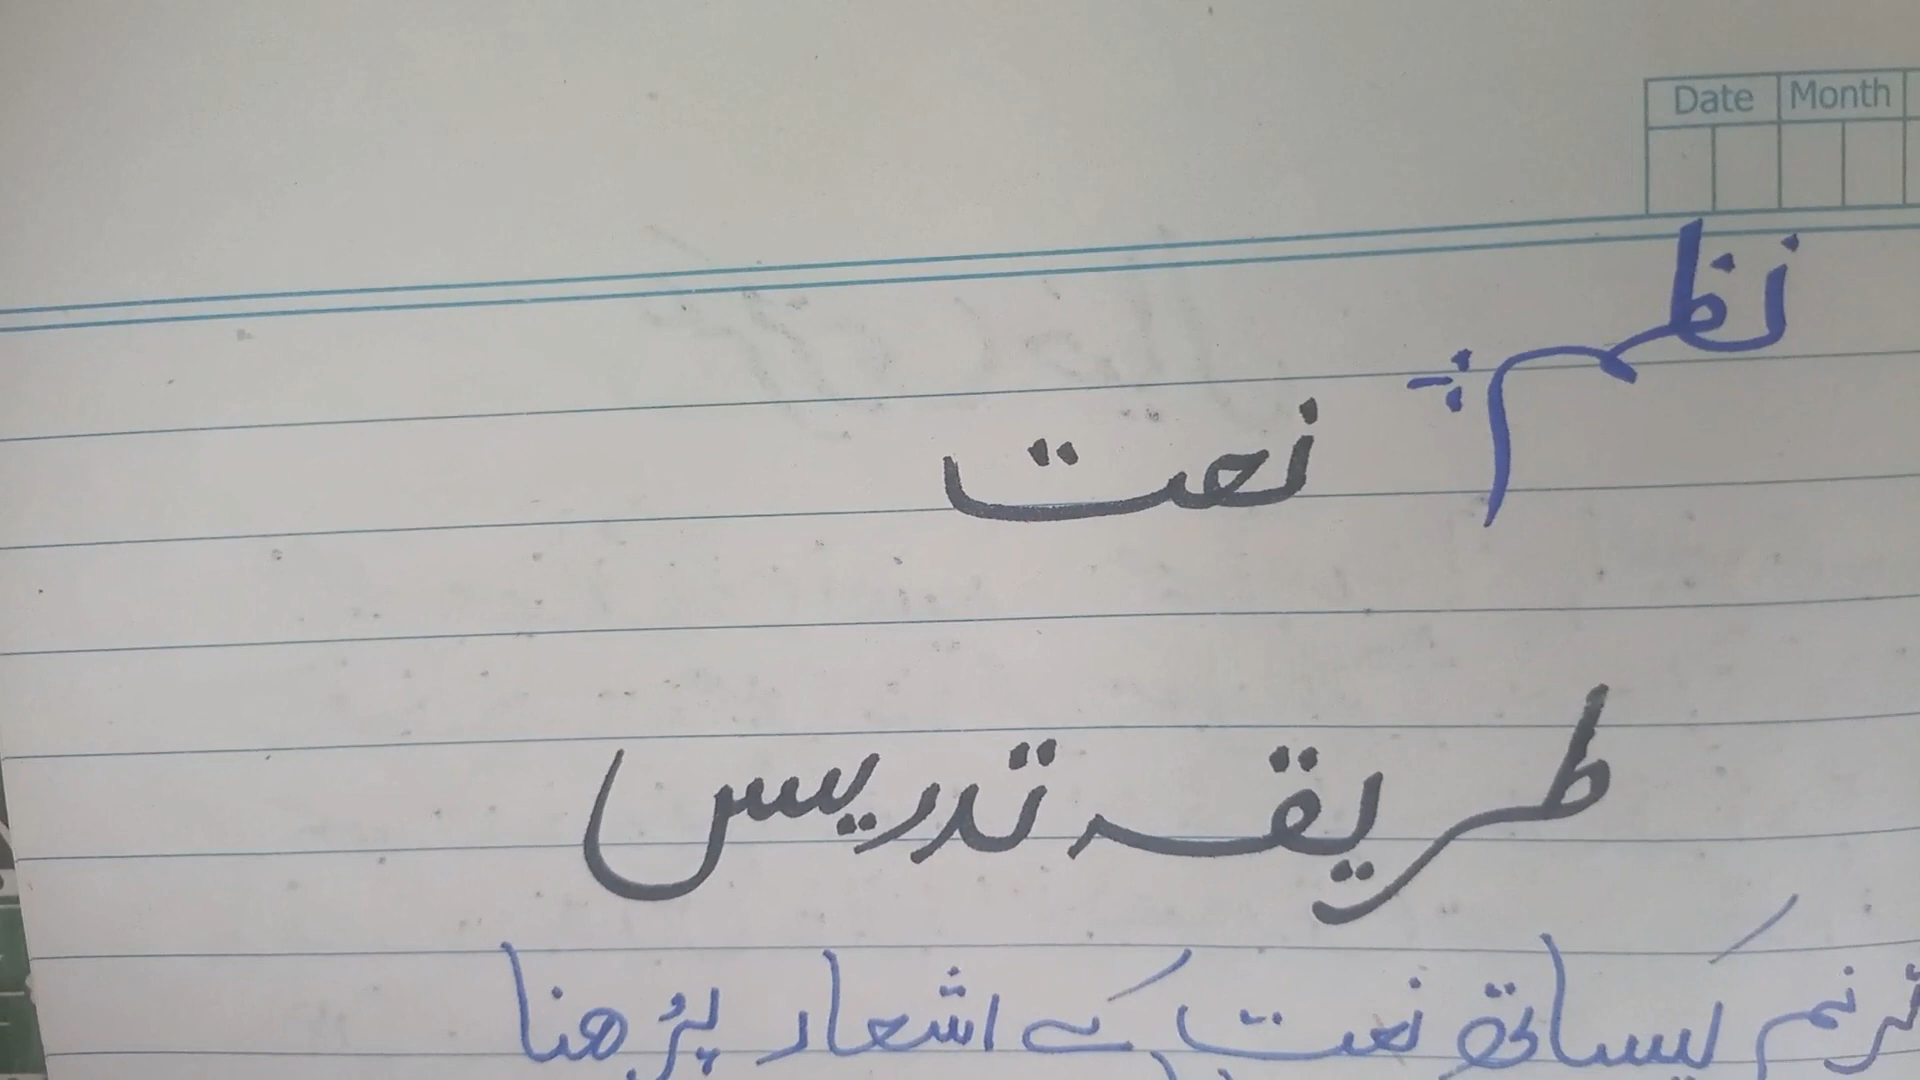 Date Month
نظم :-
نعت
طریقہ تدریس
ترنم کیساتھ نعت کے اشعار پڑھنا